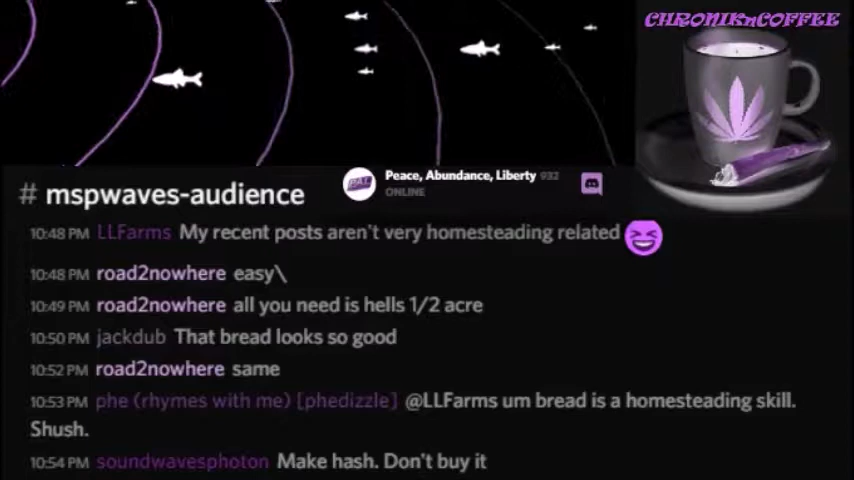 CHRONIKnCOFFEE
Peace, Abundance, Liberty 932
ONLINE
PAL
# mspwaves-audience
10:48 PM LLFarms My recent posts aren't very homesteading related
10:48 PM road2nowhere easy\
10:49 PM road2nowhere all you need is hells 1/2 acre
10:50 PM jackdub That bread looks so good
10:52 PM road2nowhere same
10:53 PM phe (rhymes with me) [phedizzle] @LLFarms um bread is a homesteading skill.
Shush.
10:54 PM soundwavesphoton Make hash. Don't buy it